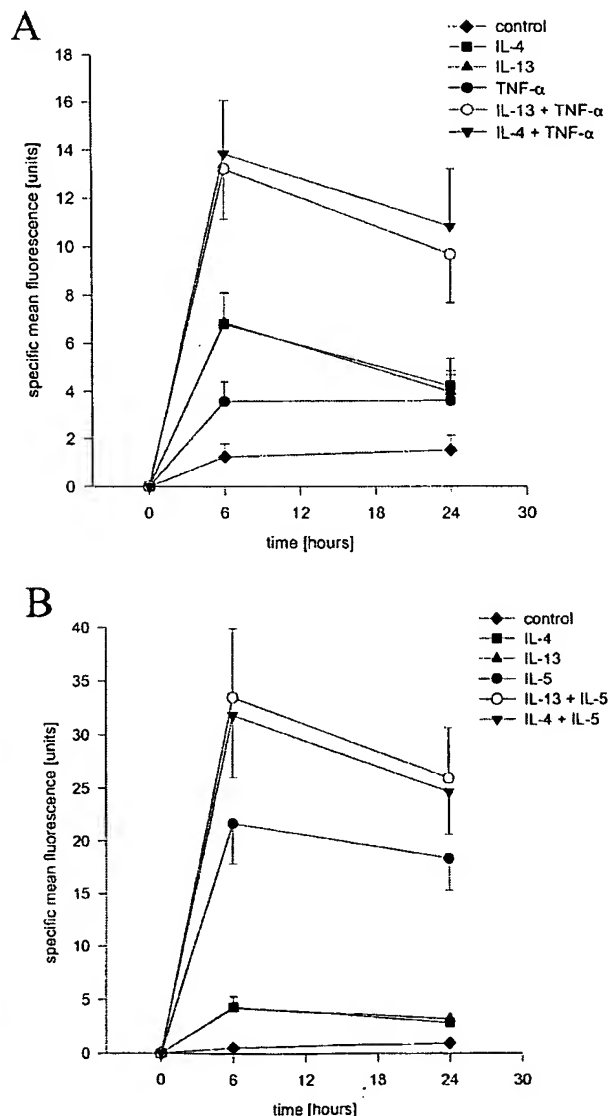 A
control
IL-4
IL-13
TNF-α
IL-13 + TNF-α
IL-4 + TNF-α
18
16
14
12
10
8
6
4
2
0
specific mean fluorescence [units]
0 6 12 18 24 30
time [hours]
B
control
IL-4
IL-13
IL-5
IL-13 + IL-5
IL-4 + IL-5
40
35
30
25
20
15
10
5
0
specific mean fluorescence [units]
0 6 12 18 24 30
time [hours]